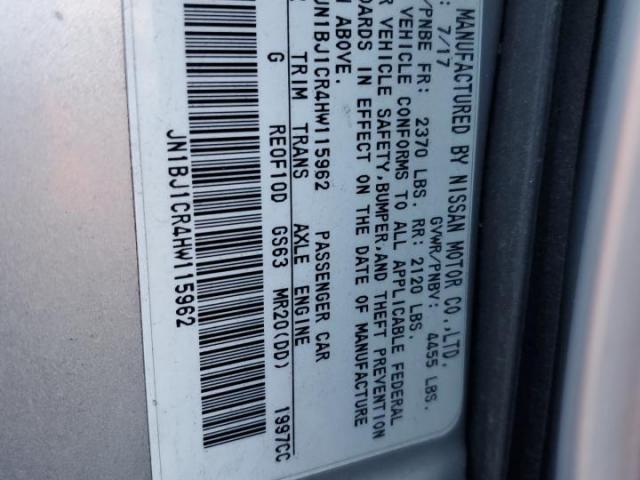 MANUFACTURED BY NISSAN MOTOR CO.,LTD.
: 7/17 GVWR/PNBV: 4455 LBS.
/PNBE FR: 2370 LBS. RR: 2120 LBS.
VEHICLE CONFORMS TO ALL APPLICABLE FEDERAL
R VEHICLE SAFETY,BUMPER,AND THEFT PREVENTION
DARDS IN EFFECT ON THE DATE OF MANUFACTURE
N ABOVE.
JN1BJ1CR4HW115962 PASSENGER CAR
TRIM TRANS AXLE ENGINE
G RE0F10D GS63 MR20(DD) 1997CC
JN1BJ1CR4HW115962